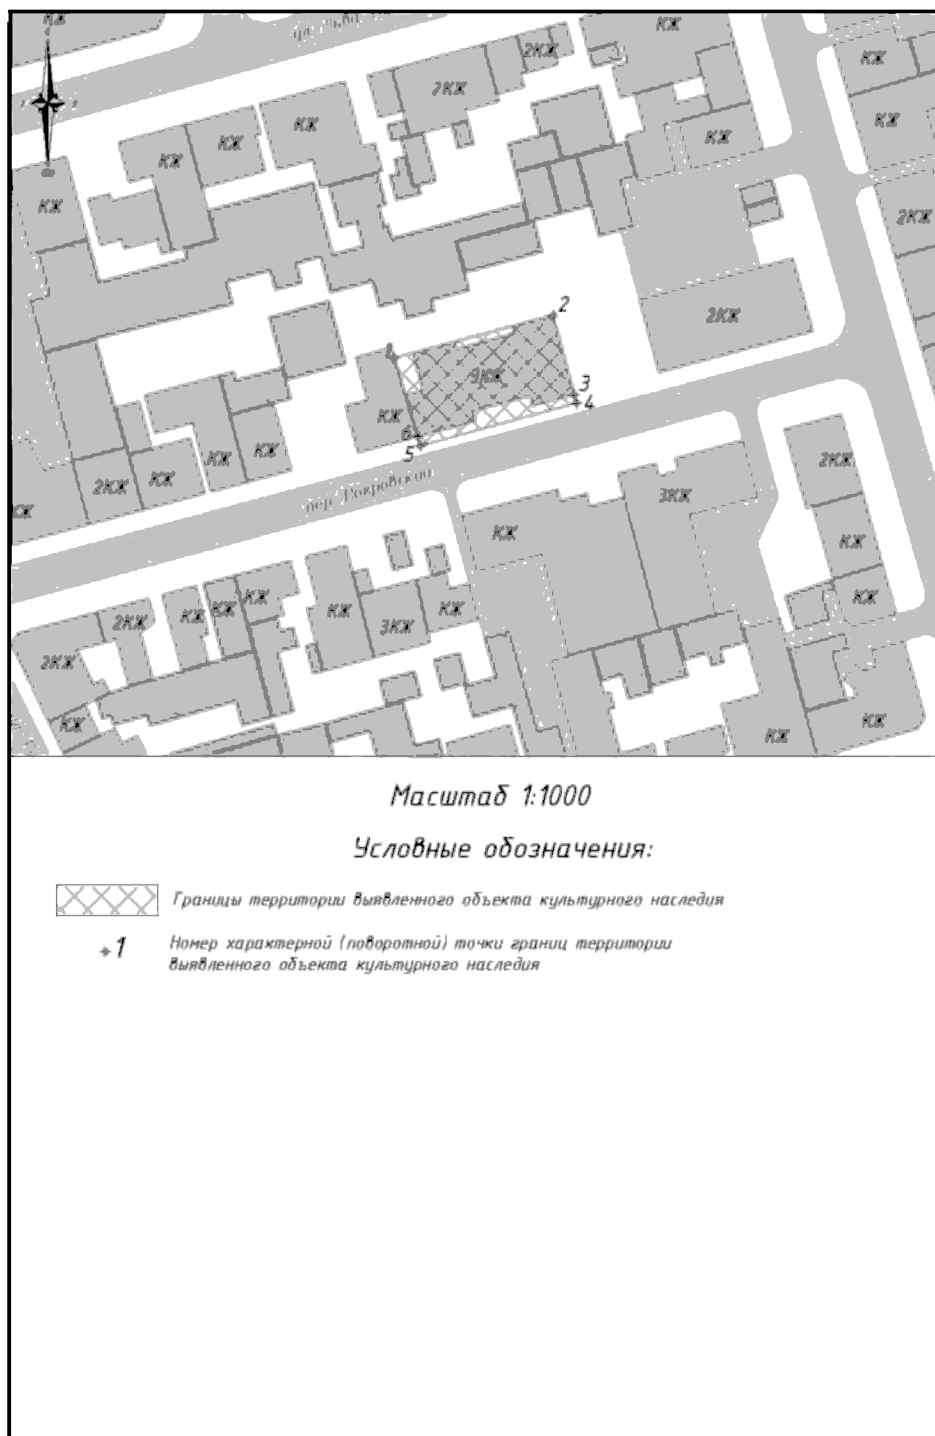 КЖ
2КЖ
КЖ
КЖ
2КЖ
КЖ
КЖ
КЖ
КЖ
КЖ
КЖ
2КЖ
2
2КЖ
9КЖ
3
4
КЖ
6
5
КЖ
КЖ
2КЖ
КЖ
КЖ
пер. Покровский
2КЖ
3КЖ
КЖ
КЖ
КЖ
КЖ
КЖ
КЖ
КЖ
КЖ
2КЖ
3КЖ
2КЖ
КЖ
КЖ
КЖ
Масштаб 1:1000
Условные обозначения:
Границы территории выявленного объекта культурного наследия
1
Номер характерной (поворотной) точки границ территории
выявленного объекта культурного наследия